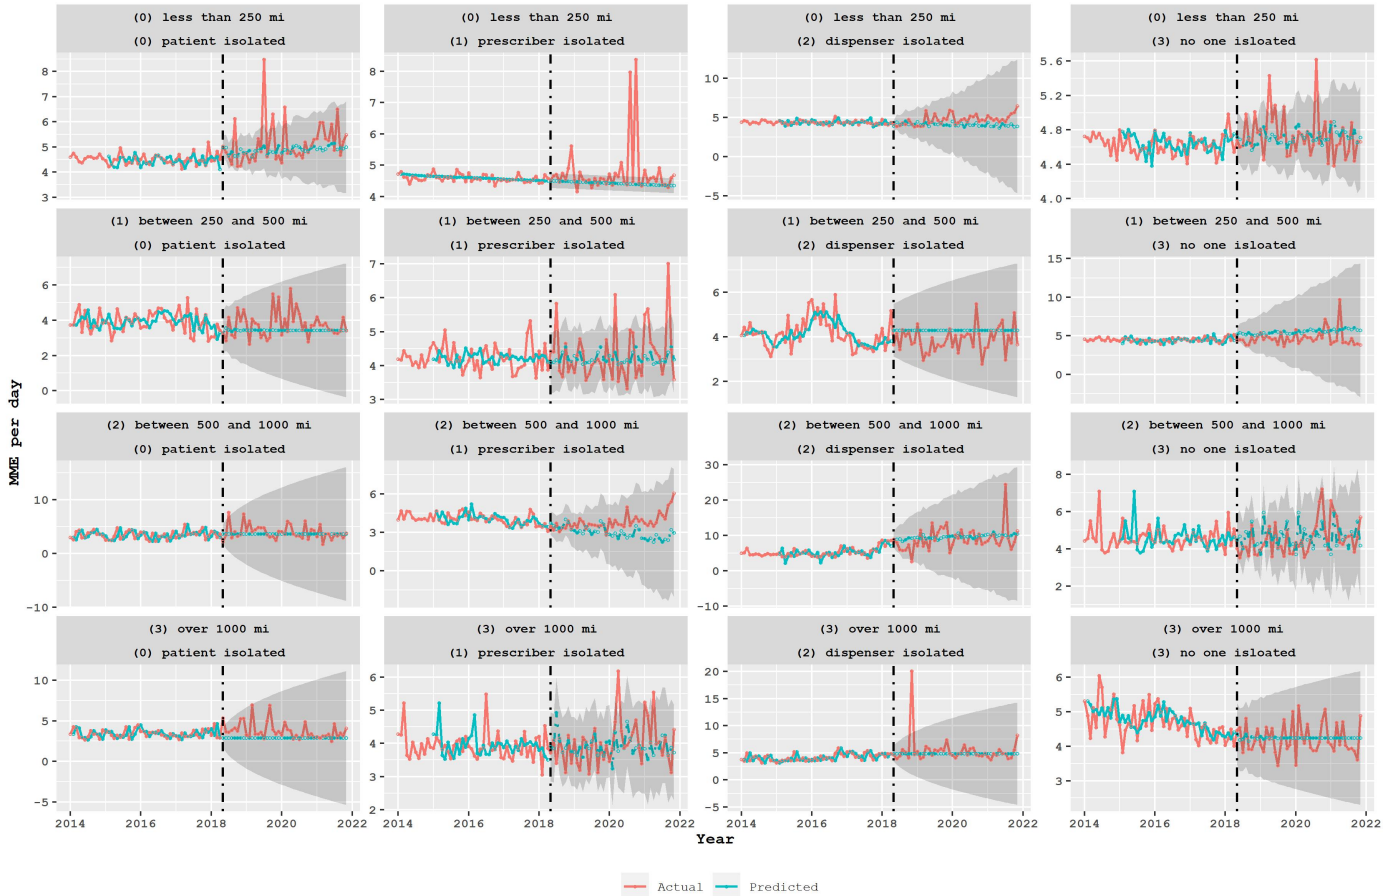 (0) less than 250 mi
(0) patient isolated
(0) less than 250 mi
(1) prescriber isolated
(0) less than 250 mi
(2) dispenser isolated
(0) less than 250 mi
(3) no one isloated
8
7
6
5
4
3
8
7
6
5
4
10
5
0
−5
5.6
5.2
4.8
4.4
4.0
(1) between 250 and 500 mi
(0) patient isolated
(1) between 250 and 500 mi
(1) prescriber isolated
(1) between 250 and 500 mi
(2) dispenser isolated
(1) between 250 and 500 mi
(3) no one isloated
6
4
2
0
7
6
5
4
3
6
4
2
15
10
5
0
(2) between 500 and 1000 mi
(0) patient isolated
(2) between 500 and 1000 mi
(1) prescriber isolated
(2) between 500 and 1000 mi
(2) dispenser isolated
(2) between 500 and 1000 mi
(3) no one isloated
10
0
−10
6
3
0
30
20
10
0
−10
8
6
4
2
(3) over 1000 mi
(0) patient isolated
(3) over 1000 mi
(1) prescriber isolated
(3) over 1000 mi
(2) dispenser isolated
(3) over 1000 mi
(3) no one isloated
10
5
0
−5
6
5
4
3
2
20
15
10
5
0
−5
6
5
4
3
2014 2016 2018 2020 2022
2014 2016 2018 2020 2022
2014 2016 2018 2020 2022
2014 2016 2018 2020 2022
MME per day
Year
Actual Predicted